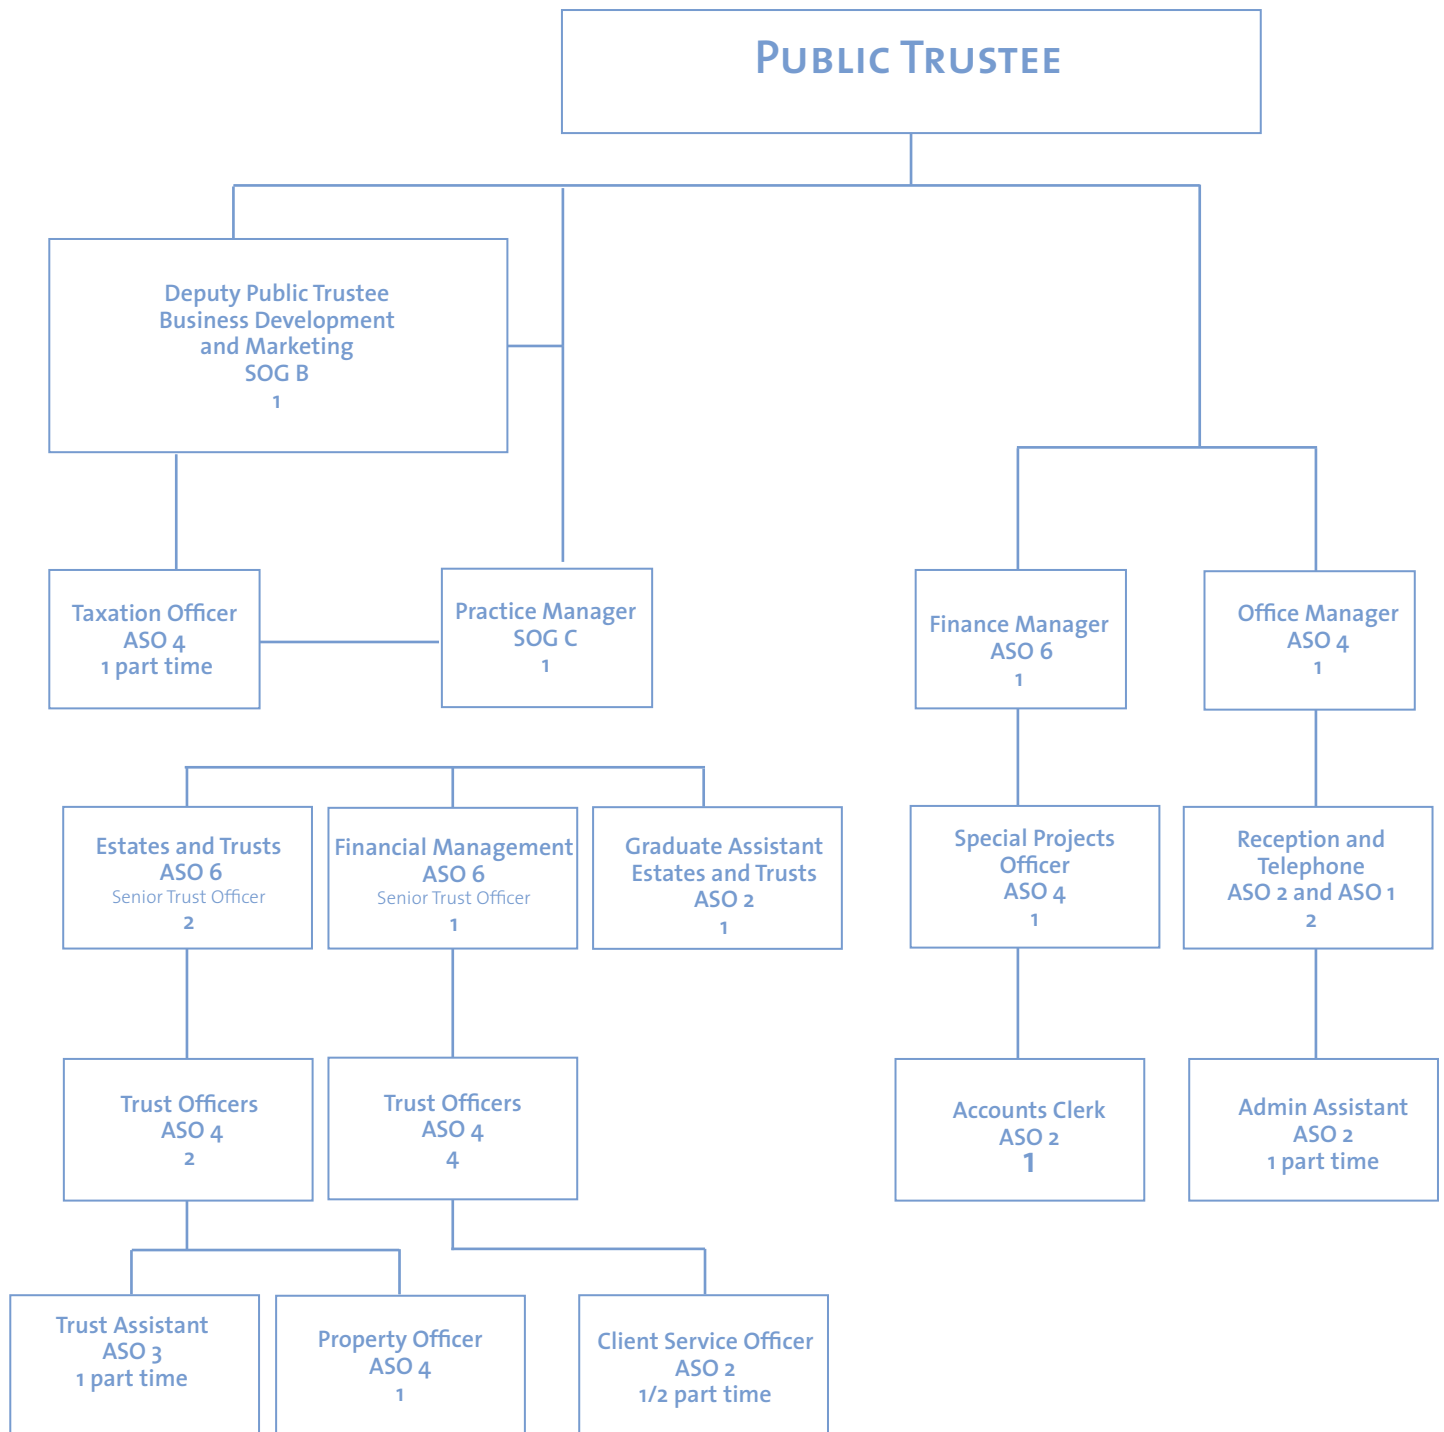 PUBLIC TRUSTEE
Deputy Public Trustee
Business Development
and Marketing
SOG B
1
Taxation Officer
ASO 4
1 part time
Practice Manager
SOG C
1
Finance Manager
ASO 6
1
Office Manager
ASO 4
1
Estates and Trusts
ASO 6
Senior Trust Officer
2
Financial Management
ASO 6
Senior Trust Officer
1
Graduate Assistant
Estates and Trusts
ASO 2
1
Special Projects
Officer
ASO 4
1
Reception and
Telephone
ASO 2 and ASO 1
2
Trust Officers
ASO 4
2
Trust Officers
ASO 4
4
Accounts Clerk
ASO 2
1
Admin Assistant
ASO 2
1 part time
Trust Assistant
ASO 3
1 part time
Property Officer
ASO 4
1
Client Service Officer
ASO 2
1/2 part time